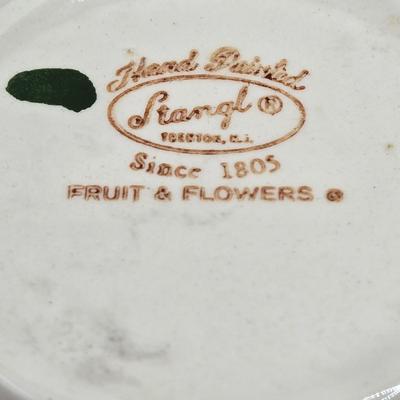 Hand Painted
Stangl ®
TRENTON, N.J.
Since 1805
FRUIT & FLOWERS ®